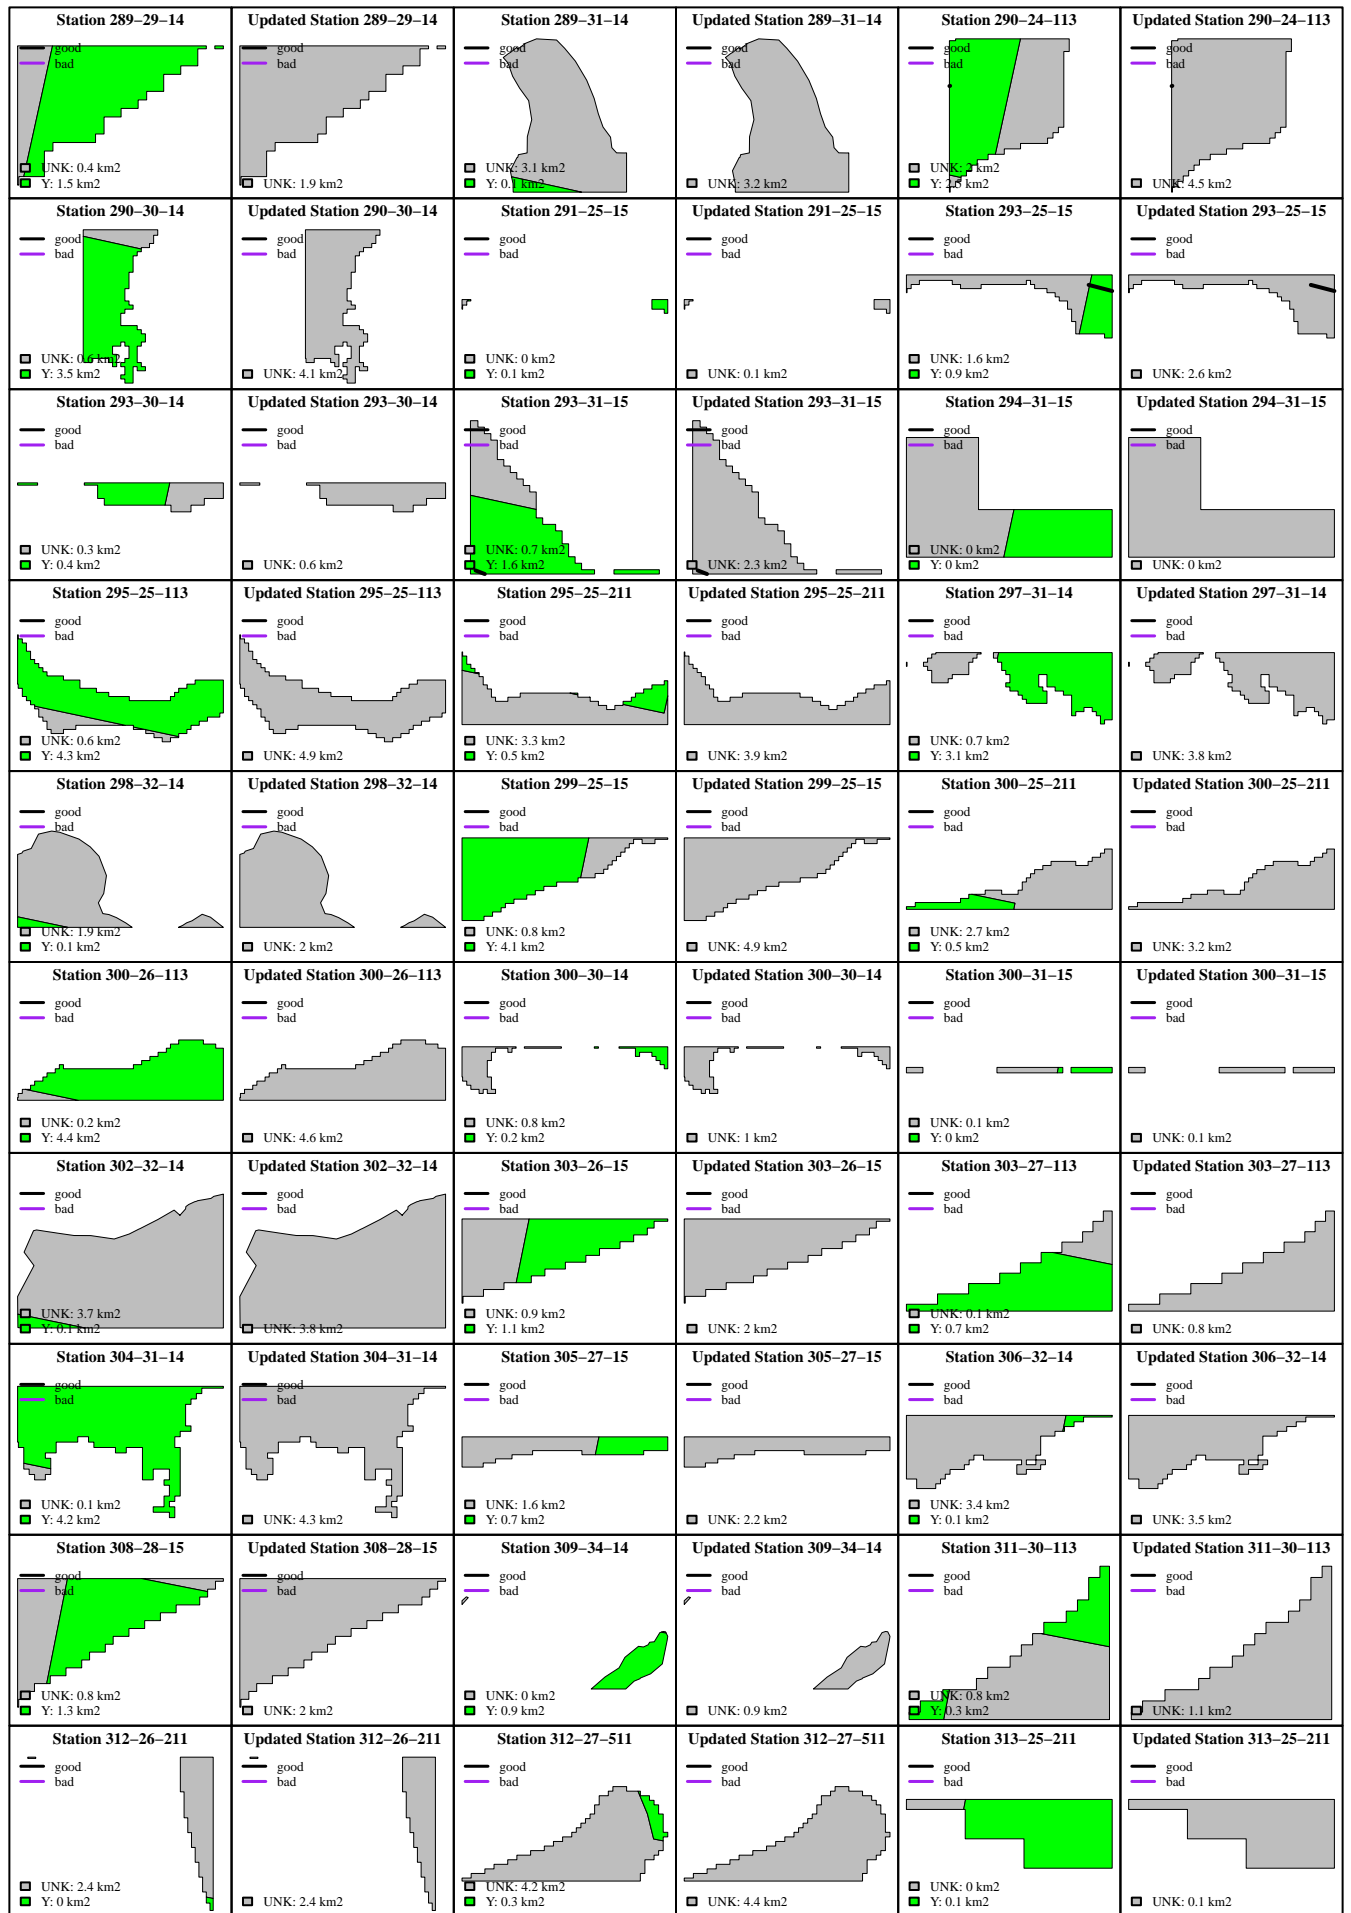 Station 289−29−14
good
bad
UNK: 0.4 km2
Y: 1.5 km2
Updated Station 289−29−14
good
bad
UNK: 1.9 km2
Station 289−31−14
good
bad
UNK: 3.1 km2
Y: 0.1 km2
Updated Station 289−31−14
good
bad
UNK: 3.2 km2
Station 290−24−113
good
bad
UNK: 2 km2
Y: 2.5 km2
Updated Station 290−24−113
good
bad
UNK: 4.5 km2
Station 290−30−14
good
bad
UNK: 0.6 km2
Y: 3.5 km2
Updated Station 290−30−14
good
bad
UNK: 4.1 km2
Station 291−25−15
good
bad
UNK: 0 km2
Y: 0.1 km2
Updated Station 291−25−15
good
bad
UNK: 0.1 km2
Station 293−25−15
good
bad
UNK: 1.6 km2
Y: 0.9 km2
Updated Station 293−25−15
good
bad
UNK: 2.6 km2
Station 293−30−14
good
bad
UNK: 0.3 km2
Y: 0.4 km2
Updated Station 293−30−14
good
bad
UNK: 0.6 km2
Station 293−31−15
good
bad
UNK: 0.7 km2
Y: 1.6 km2
Updated Station 293−31−15
good
bad
UNK: 2.3 km2
Station 294−31−15
good
bad
UNK: 0 km2
Y: 0 km2
Updated Station 294−31−15
good
bad
UNK: 0 km2
Station 295−25−113
good
bad
UNK: 0.6 km2
Y: 4.3 km2
Updated Station 295−25−113
good
bad
UNK: 4.9 km2
Station 295−25−211
good
bad
UNK: 3.3 km2
Y: 0.5 km2
Updated Station 295−25−211
good
bad
UNK: 3.9 km2
Station 297−31−14
good
bad
UNK: 0.7 km2
Y: 3.1 km2
Updated Station 297−31−14
good
bad
UNK: 3.8 km2
Station 298−32−14
good
bad
UNK: 1.9 km2
Y: 0.1 km2
Updated Station 298−32−14
good
bad
UNK: 2 km2
Station 299−25−15
good
bad
UNK: 0.8 km2
Y: 4.1 km2
Updated Station 299−25−15
good
bad
UNK: 4.9 km2
Station 300−25−211
good
bad
UNK: 2.7 km2
Y: 0.5 km2
Updated Station 300−25−211
good
bad
UNK: 3.2 km2
Station 300−26−113
good
bad
UNK: 0.2 km2
Y: 4.4 km2
Updated Station 300−26−113
good
bad
UNK: 4.6 km2
Station 300−30−14
good
bad
UNK: 0.8 km2
Y: 0.2 km2
Updated Station 300−30−14
good
bad
UNK: 1 km2
Station 300−31−15
good
bad
UNK: 0.1 km2
Y: 0 km2
Updated Station 300−31−15
good
bad
UNK: 0.1 km2
Station 302−32−14
good
bad
UNK: 3.7 km2
Y: 0.1 km2
Updated Station 302−32−14
good
bad
UNK: 3.8 km2
Station 303−26−15
good
bad
UNK: 0.9 km2
Y: 1.1 km2
Updated Station 303−26−15
good
bad
UNK: 2 km2
Station 303−27−113
good
bad
UNK: 0.1 km2
Y: 0.7 km2
Updated Station 303−27−113
good
bad
UNK: 0.8 km2
Station 304−31−14
good
bad
UNK: 0.1 km2
Y: 4.2 km2
Updated Station 304−31−14
good
bad
UNK: 4.3 km2
Station 305−27−15
good
bad
UNK: 1.6 km2
Y: 0.7 km2
Updated Station 305−27−15
good
bad
UNK: 2.2 km2
Station 306−32−14
good
bad
UNK: 3.4 km2
Y: 0.1 km2
Updated Station 306−32−14
good
bad
UNK: 3.5 km2
Station 308−28−15
good
bad
UNK: 0.8 km2
Y: 1.3 km2
Updated Station 308−28−15
good
bad
UNK: 2 km2
Station 309−34−14
good
bad
UNK: 0 km2
Y: 0.9 km2
Updated Station 309−34−14
good
bad
UNK: 0.9 km2
Station 311−30−113
good
bad
UNK: 0.8 km2
Y: 0.3 km2
Updated Station 311−30−113
good
bad
UNK: 1.1 km2
Station 312−26−211
good
bad
UNK: 2.4 km2
Y: 0 km2
Updated Station 312−26−211
good
bad
UNK: 2.4 km2
Station 312−27−511
good
bad
UNK: 4.2 km2
Y: 0.3 km2
Updated Station 312−27−511
good
bad
UNK: 4.4 km2
Station 313−25−211
good
bad
UNK: 0 km2
Y: 0.1 km2
Updated Station 313−25−211
good
bad
UNK: 0.1 km2